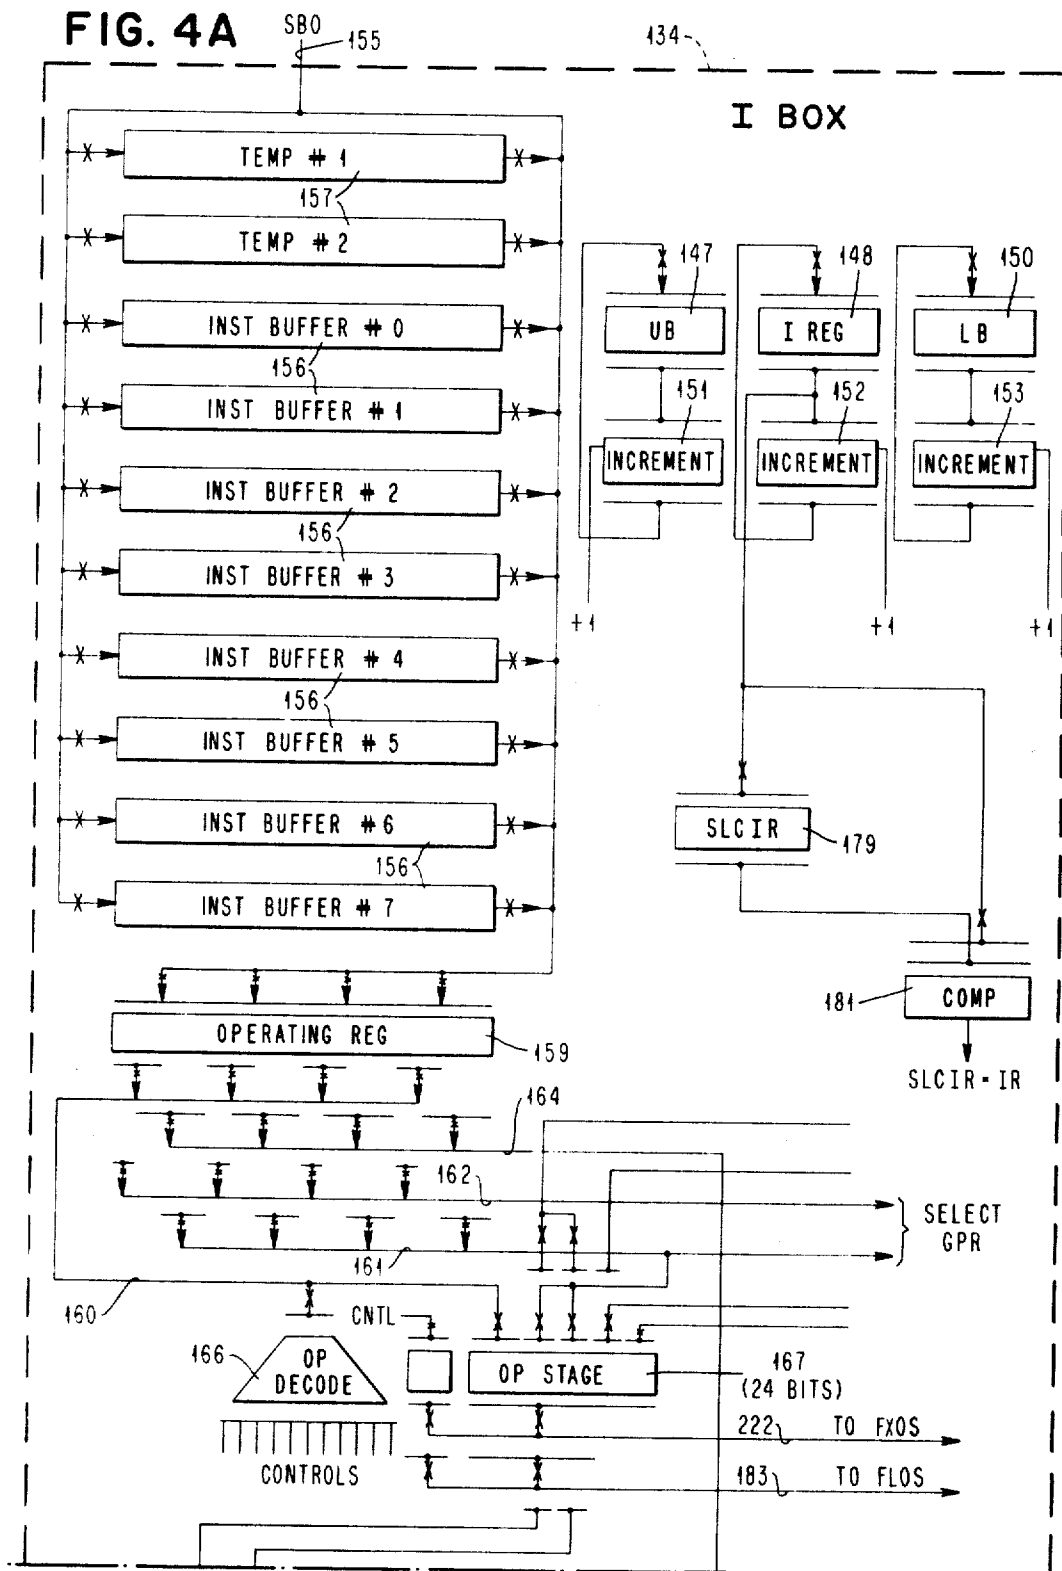 FIG. 4A
SBO
155
134
I BOX
TEMP # 1
157
TEMP # 2
INST BUFFER # 0
156
INST BUFFER # 1
INST BUFFER # 2
156
INST BUFFER # 3
INST BUFFER # 4
156
INST BUFFER # 5
INST BUFFER # 6
156
INST BUFFER # 7
147
148
150
UB
I REG
LB
151
152
153
INCREMENT
INCREMENT
INCREMENT
+1
+1
+1
SLCIR
179
181
COMP
SLCIR = IR
OPERATING REG
159
164
162
SELECT
GPR
161
160
CNTL
166
OP
DECODE
OP STAGE
167
(24 BITS)
222
TO FXOS
CONTROLS
183
TO FLOS